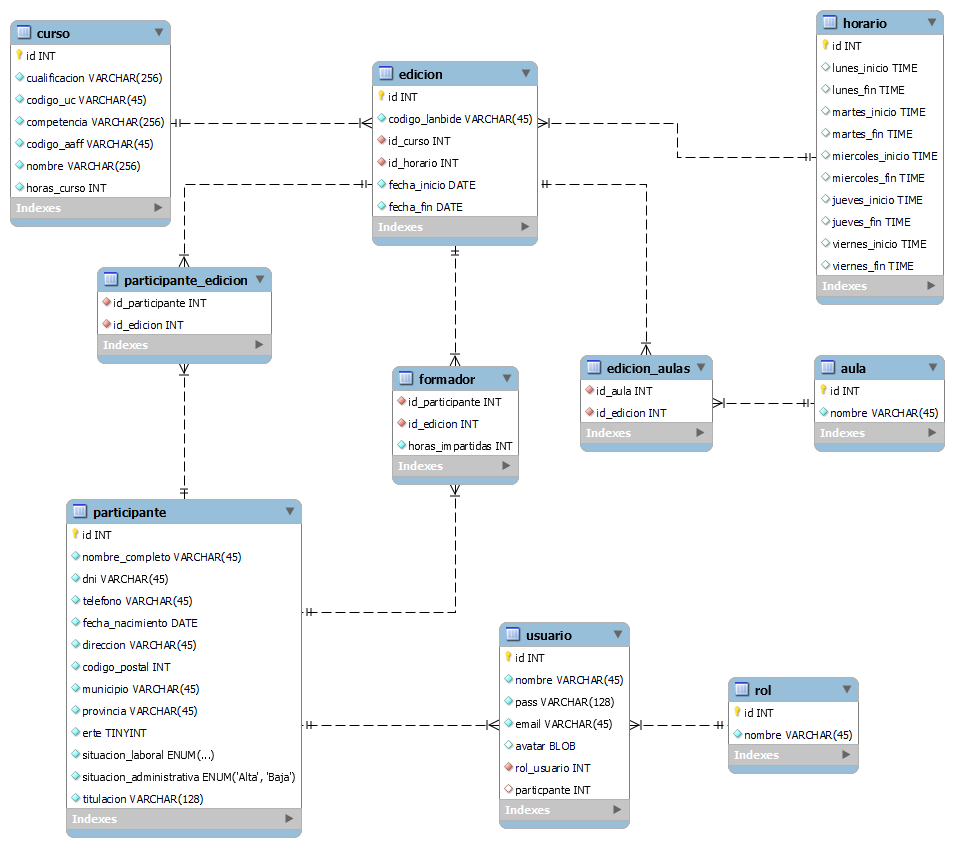 curso
id INT
cualificacion VARCHAR(256)
codigo_uc VARCHAR(45)
competencia VARCHAR(256)
codigo_aaff VARCHAR(45)
nombre VARCHAR(256)
horas_curso INT
Indexes
edicion
id INT
codigo_lanbide VARCHAR(45)
id_curso INT
id_horario INT
fecha_inicio DATE
fecha_fin DATE
Indexes
horario
id INT
lunes_inicio TIME
lunes_fin TIME
martes_inicio TIME
martes_fin TIME
miercoles_inicio TIME
miercoles_fin TIME
jueves_inicio TIME
jueves_fin TIME
viernes_inicio TIME
viernes_fin TIME
Indexes
participante_edicion
id_participante INT
id_edicion INT
Indexes
formador
id_participante INT
id_edicion INT
horas_impartidas INT
Indexes
edicion_aulas
id_aula INT
id_edicion INT
Indexes
aula
id INT
nombre VARCHAR(45)
Indexes
participante
id INT
nombre_completo VARCHAR(45)
dni VARCHAR(45)
telefono VARCHAR(45)
fecha_nacimiento DATE
direccion VARCHAR(45)
codigo_postal INT
municipio VARCHAR(45)
provincia VARCHAR(45)
erte TINYINT
situacion_laboral ENUM(...)
situacion_administrativa ENUM('Alta', 'Baja')
titulacion VARCHAR(128)
Indexes
usuario
id INT
nombre VARCHAR(45)
pass VARCHAR(128)
email VARCHAR(45)
avatar BLOB
rol_usuario INT
particpante INT
Indexes
rol
id INT
nombre VARCHAR(45)
Indexes